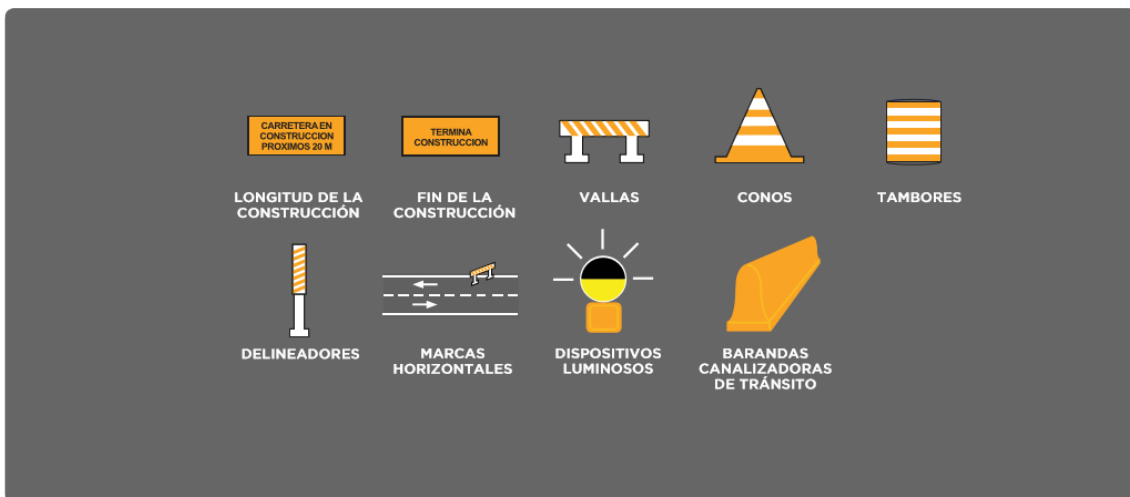 CARRETERA EN
CONSTRUCCION
PROXIMOS 20 M
TERMINA
CONSTRUCCION
LONGITUD DE LA
CONSTRUCCIÓN
FIN DE LA
CONSTRUCCIÓN
VALLAS
CONOS
TAMBORES
DELINEADORES
MARCAS
HORIZONTALES
DISPOSITIVOS
LUMINOSOS
BARANDAS
CANALIZADORAS
DE TRÁNSITO